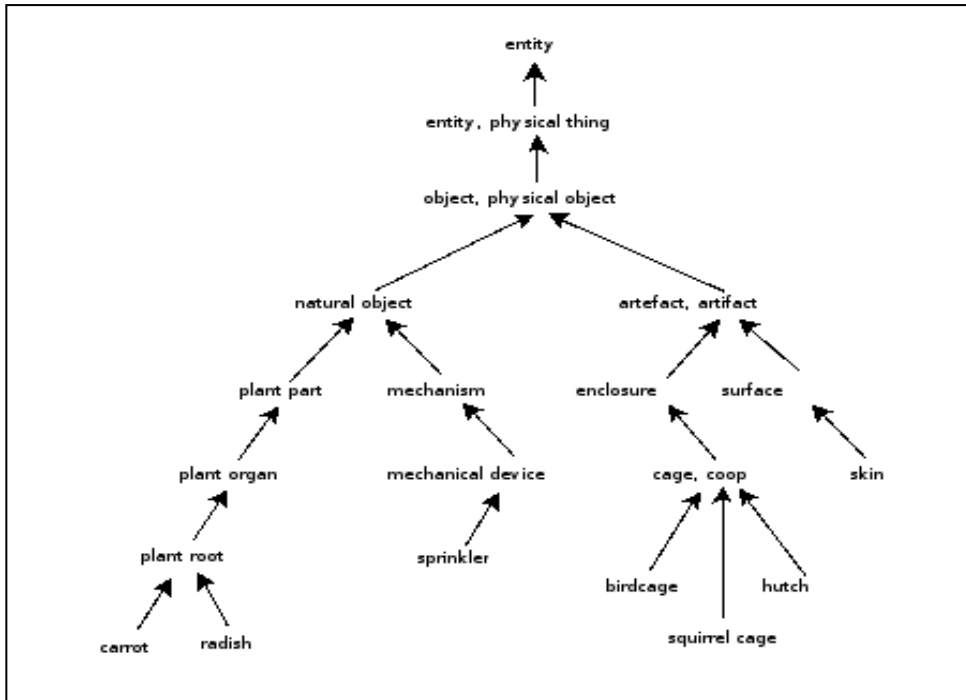 entity
entity, physical thing
object, physical object
natural object
artefact, artifact
plant part
mechanism
enclosure
surface
plant organ
mechanical device
cage, coop
skin
plant root
sprinkler
birdcage
hutch
carrot
radish
squirrel cage